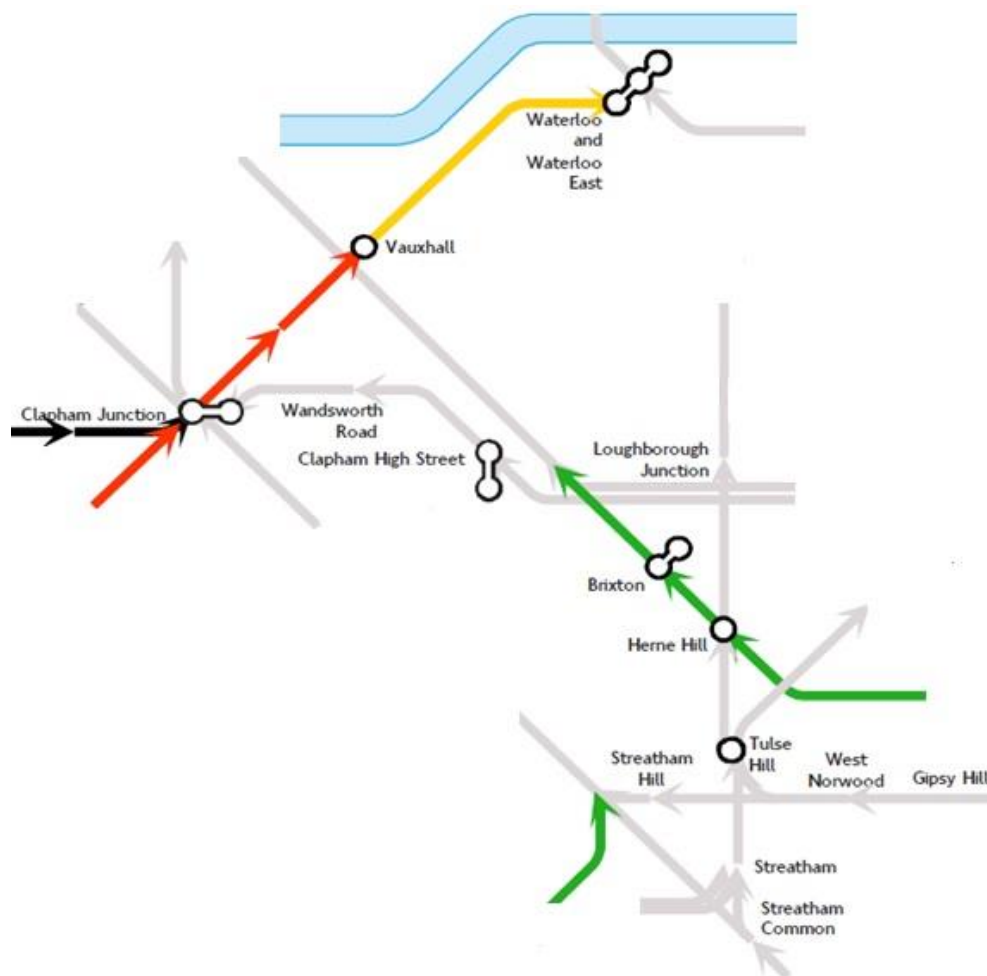 Waterloo
and
Waterloo
East
Vauxhall
Clapham Junction
Wandsworth
Road
Clapham High Street
Loughborough
Junction
Brixton
Herne Hill
Tulse
Hill
Streatham
Hill
West
Norwood
Gipsy Hill
Streatham
Streatham
Common